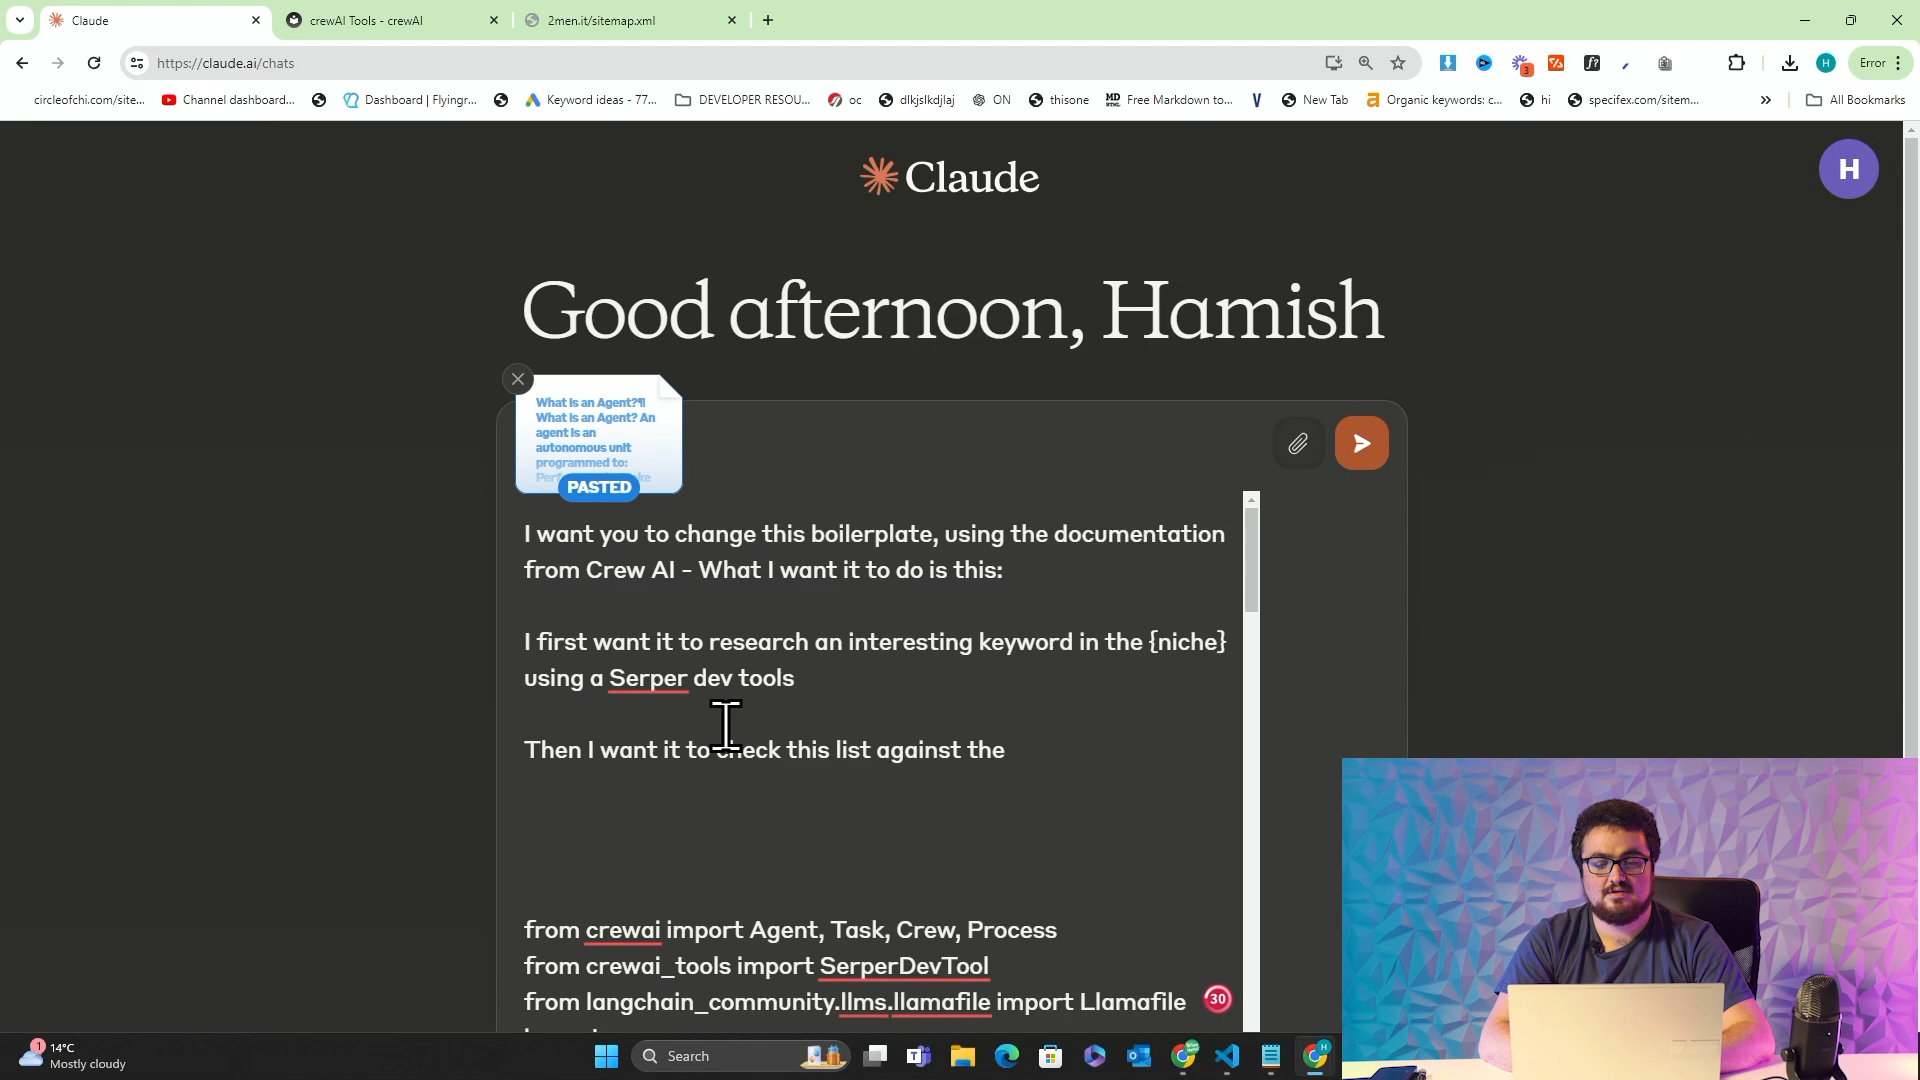 Claude
crewAI Tools - crewAI
2men.it/sitemap.xml
https://claude.ai/chats
3
H
Error
circleofchi.com/site...
Channel dashboard...
Dashboard | Flyingr...
Keyword ideas - 77...
DEVELOPER RESOU...
oc
dlkjslkdjlaj
ON
thisone
Free Markdown to...
New Tab
Organic keywords: c...
hi
specifex.com/sitem...
All Bookmarks
Claude
H
Good afternoon, Hamish
What is an Agent?¶
What is an Agent? An
agent is an
autonomous unit
programmed to:
PASTED
I want you to change this boilerplate, using the documentation
from Crew AI - What I want it to do is this:
I first want it to research an interesting keyword in the {niche}
using a Serper dev tools
Then I want it to check this list against the
from crewai import Agent, Task, Crew, Process
from crewai_tools import SerperDevTool
from langchain_community.llms.llamafile import Llamafile
30
1
14°C
Mostly cloudy
Search